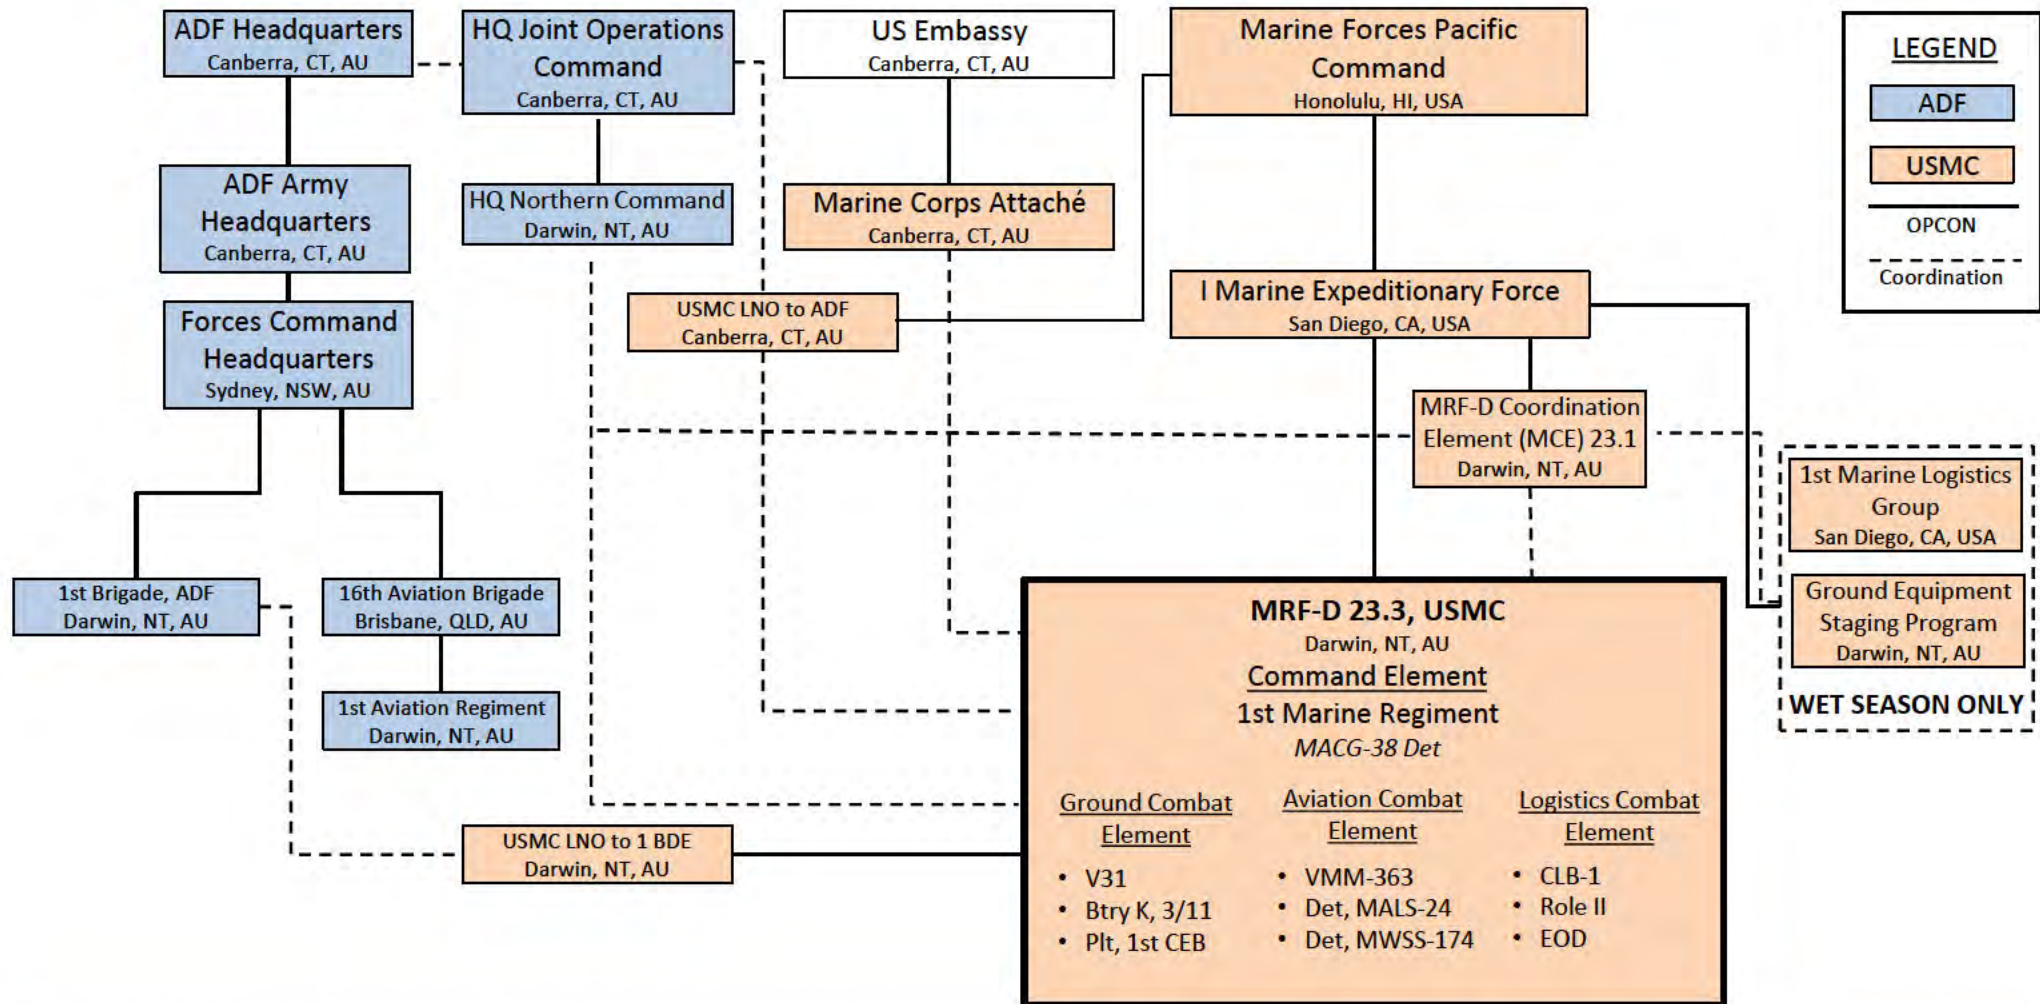 ADF Headquarters
Canberra, CT, AU
HQ Joint Operations
Command
Canberra, CT, AU
US Embassy
Canberra, CT, AU
Marine Forces Pacific
Command
Honolulu, HI, USA
LEGEND
ADF
USMC
OPCON
Coordination
ADF Army
Headquarters
Canberra, CT, AU
HQ Northern Command
Darwin, NT, AU
Marine Corps Attaché
Canberra, CT, AU
Forces Command
Headquarters
Sydney, NSW, AU
USMC LNO to ADF
Canberra, CT, AU
I Marine Expeditionary Force
San Diego, CA, USA
MRF-D Coordination
Element (MCE) 23.1
Darwin, NT, AU
1st Marine Logistics
Group
San Diego, CA, USA
Ground Equipment
Staging Program
Darwin, NT, AU
WET SEASON ONLY
1st Brigade, ADF
Darwin, NT, AU
16th Aviation Brigade
Brisbane, QLD, AU
1st Aviation Regiment
Darwin, NT, AU
USMC LNO to 1 BDE
Darwin, NT, AU
MRF-D 23.3, USMC
Darwin, NT, AU
Command Element
1st Marine Regiment
MACG-38 Det
Ground Combat
Element
• V31
• Btry K, 3/11
• Plt, 1st CEB
Aviation Combat
Element
• VMM-363
• Det, MALS-24
• Det, MWSS-174
Logistics Combat
Element
• CLB-1
• Role II
• EOD